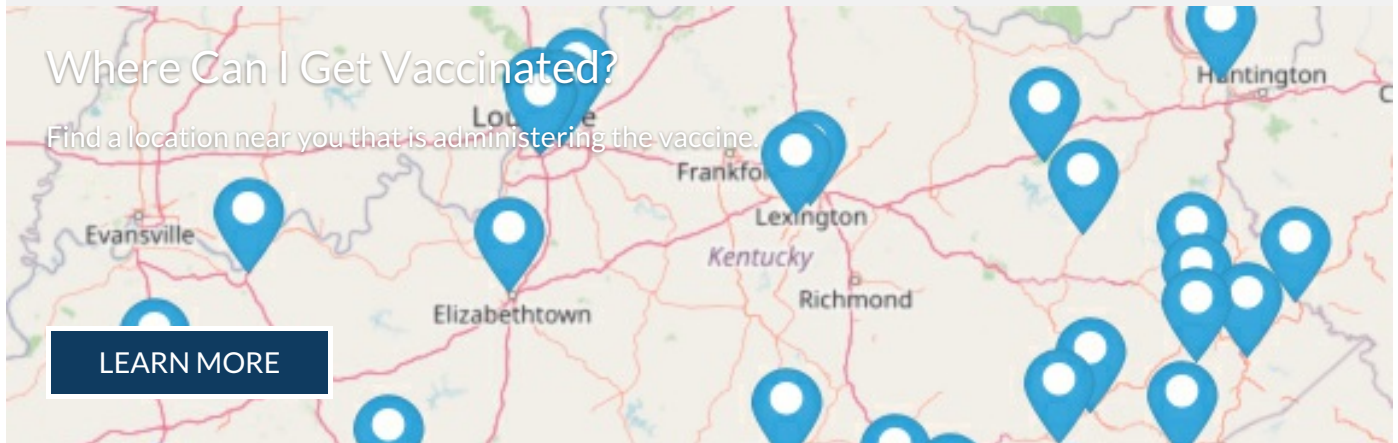 Where Can I Get Vaccinated?
Huntington
Find a location near you that is administering the vaccine.
Lexington
Evansville
Kentucky
Richmond
Elizabethtown
LEARN MORE